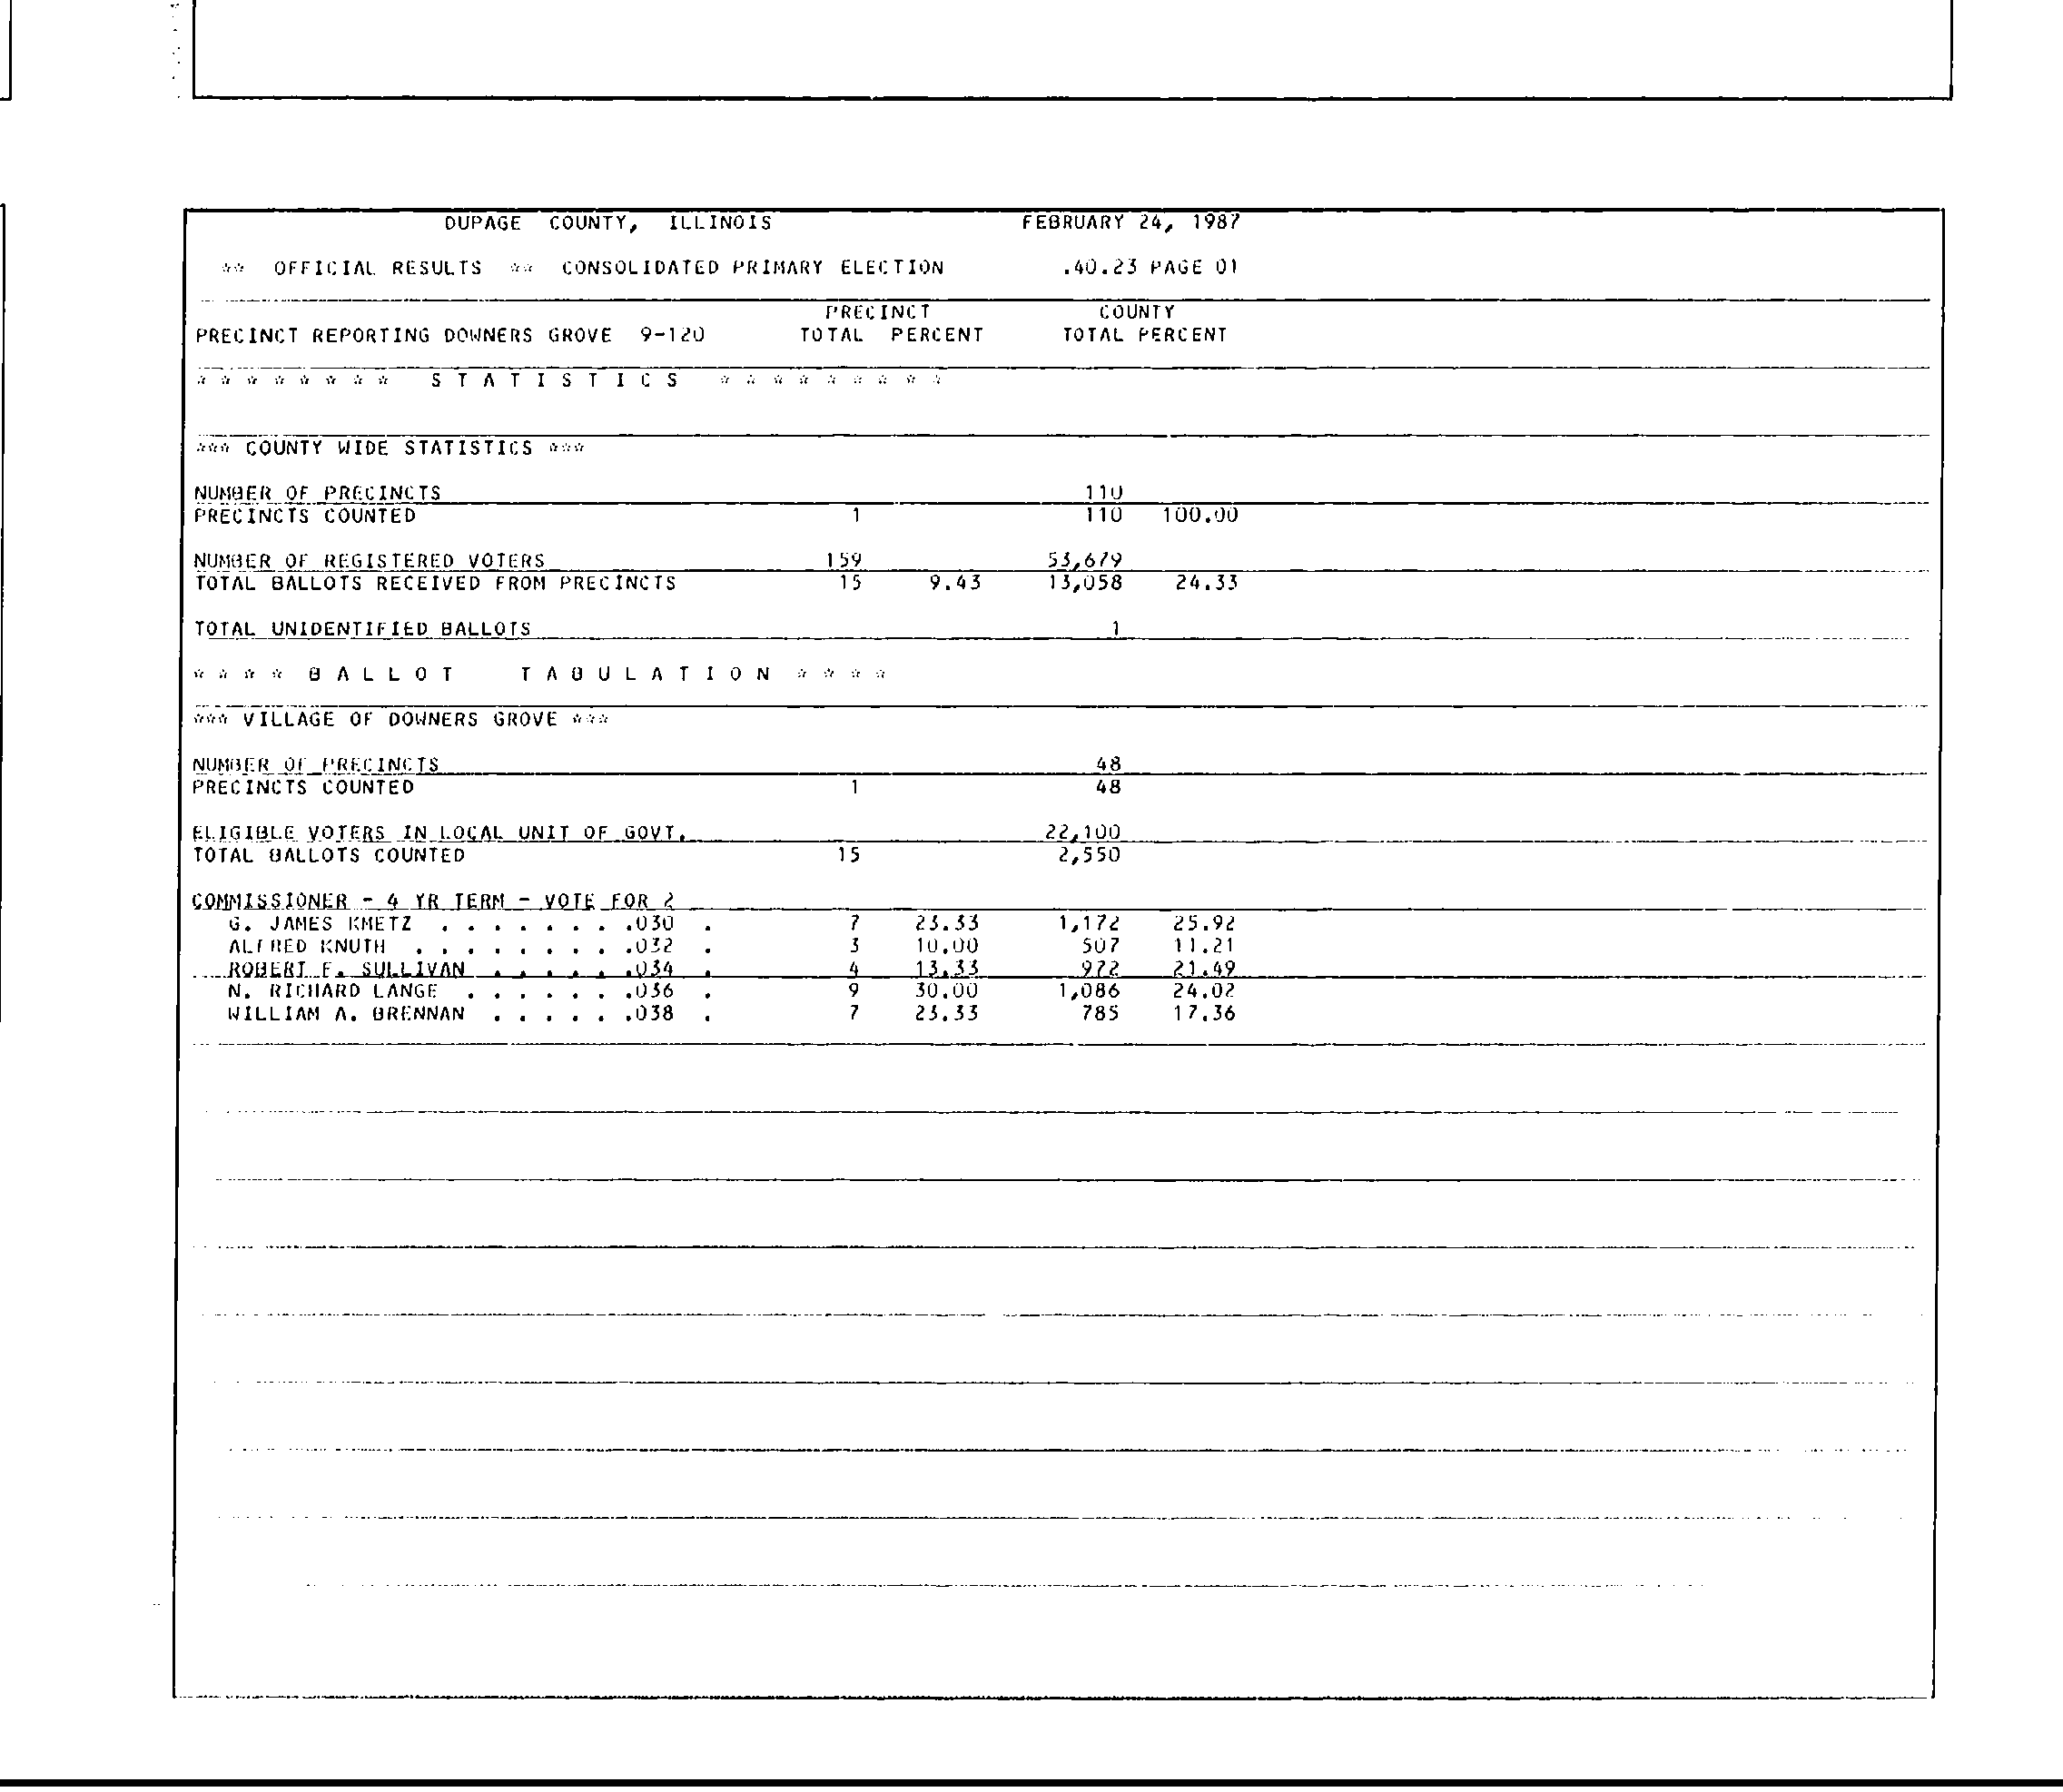 DUPAGE COUNTY, ILLINOIS FEBRUARY 24, 1987
** OFFICIAL RESULTS ** CONSOLIDATED PRIMARY ELECTION .40.23 PAGE 01
PRECINCT COUNTY
PRECINCT REPORTING DOWNERS GROVE 9-120 TOTAL PERCENT TOTAL PERCENT
* * * * * * * * S T A T I S T I C S * * * * * * * * *
*** COUNTY WIDE STATISTICS ***
NUMBER OF PRECINCTS 110
PRECINCTS COUNTED 1 110 100.00
NUMBER OF REGISTERED VOTERS 159 53,679
TOTAL BALLOTS RECEIVED FROM PRECINCTS 15 9.43 13,058 24.33
TOTAL UNIDENTIFIED BALLOTS 1
* * * * B A L L O T T A B U L A T I O N * * * *
*** VILLAGE OF DOWNERS GROVE ***
NUMBER OF PRECINCTS 48
PRECINCTS COUNTED 1 48
ELIGIBLE VOTERS IN LOCAL UNIT OF GOVT. 22,100
TOTAL BALLOTS COUNTED 15 2,550
COMMISSIONER - 4 YR TERM - VOTE FOR 2
G. JAMES KMETZ . . . . . . . .030 . 7 23.33 1,172 25.92
ALFRED KNUTH . . . . . . . . .032 . 3 10.00 507 11.21
ROBERT F. SULLIVAN . . . . . .034 . 4 13.33 972 21.49
N. RICHARD LANGE . . . . . . .036 . 9 30.00 1,086 24.02
WILLIAM A. BRENNAN . . . . . .038 . 7 23.33 785 17.36